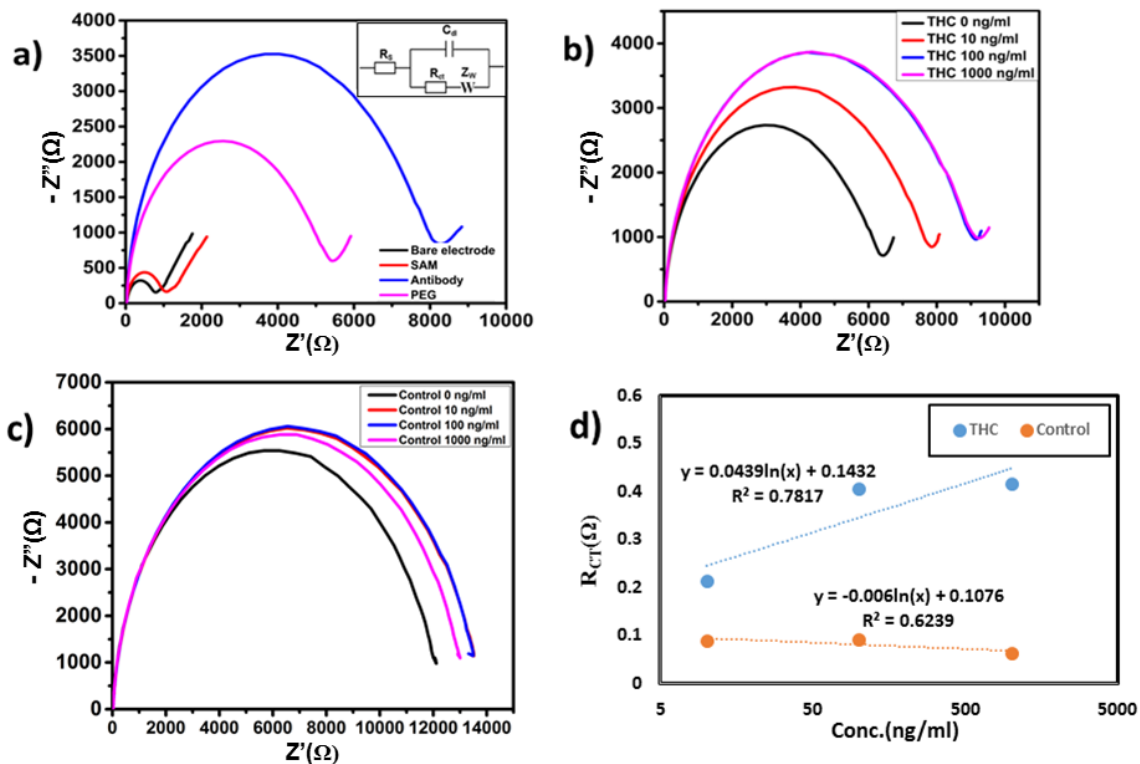 a)
- Z”(Ω)
4000
3500
3000
2500
2000
1500
1000
500
0
0 2000 4000 6000 8000 10000
Z’(Ω)
Cdl
Rs
Rct
Zw
W
Bare electrode
SAM
Antibody
PEG
b)
- Z”(Ω)
4000
3000
2000
1000
0
0 2000 4000 6000 8000 10000
Z’(Ω)
THC 0 ng/ml
THC 10 ng/ml
THC 100 ng/ml
THC 1000 ng/ml
c)
- Z”(Ω)
7000
6000
5000
4000
3000
2000
1000
0
0 2000 4000 6000 8000 10000 12000 14000
Z’(Ω)
Control 0 ng/ml
Control 10 ng/ml
Control 100 ng/ml
Control 1000 ng/ml
d)
RCT(Ω)
0.6
0.5
0.4
0.3
0.2
0.1
0
5 50 500 5000
Conc.(ng/ml)
THC Control
y = 0.0439ln(x) + 0.1432
R² = 0.7817
y = -0.006ln(x) + 0.1076
R² = 0.6239